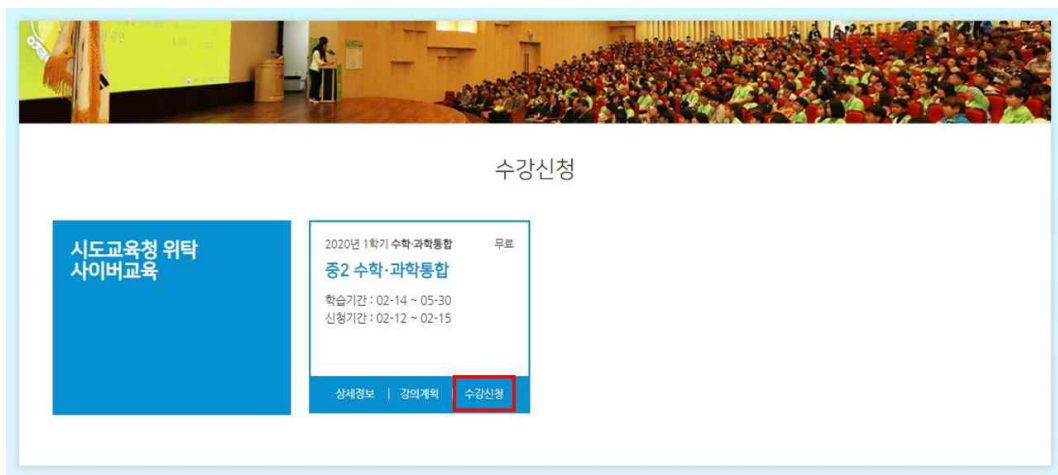 수강신청
시도교육청 위탁
사이버교육
2020년 1학기 수학·과학통합 무료
중2 수학·과학통합
학습기간 : 02-14 ~ 05-30
신청기간 : 02-12 ~ 02-15
상세정보 | 강의계획 | 수강신청